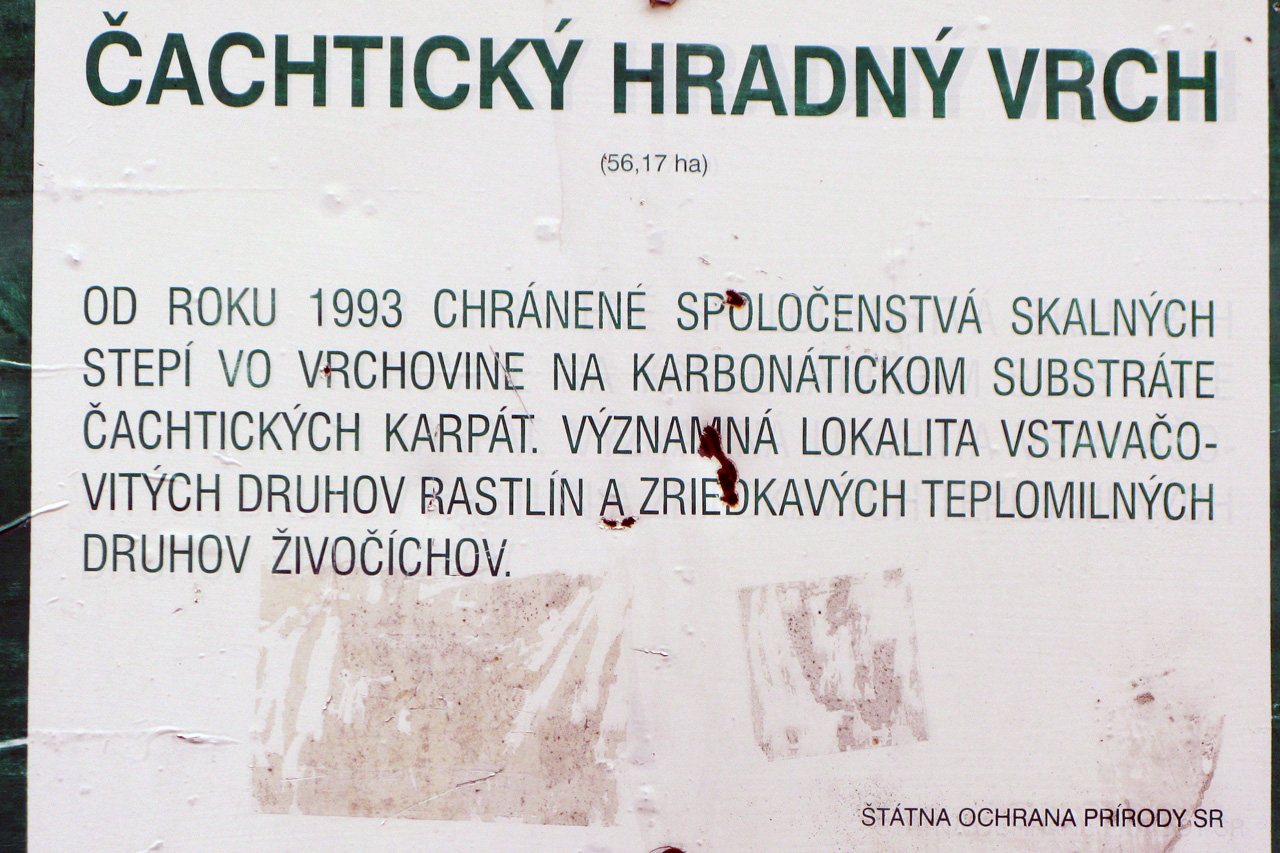 ČACHTICKÝ HRADNÝ VRCH
(56,17 ha)
OD ROKU 1993 CHRÁNENÉ SPOLOČENSTVÁ SKALNÝCH
STEPÍ VO VRCHOVINE NA KARBONÁTICKOM SUBSTRÁTE
ČACHTICKÝCH KARPÁT. VÝZNAMNÁ LOKALITA VSTAVAČO-
VITÝCH DRUHOV RASTLÍN A ZRIEDKAVÝCH TEPLOMILNÝCH
DRUHOV ŽIVOČÍCHOV.
ŠTÁTNA OCHRANA PRÍRODY SR